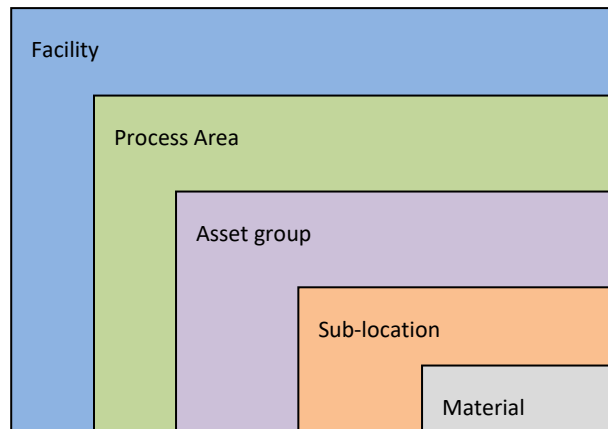 Facility
Process Area
Asset group
Sub-location
Material